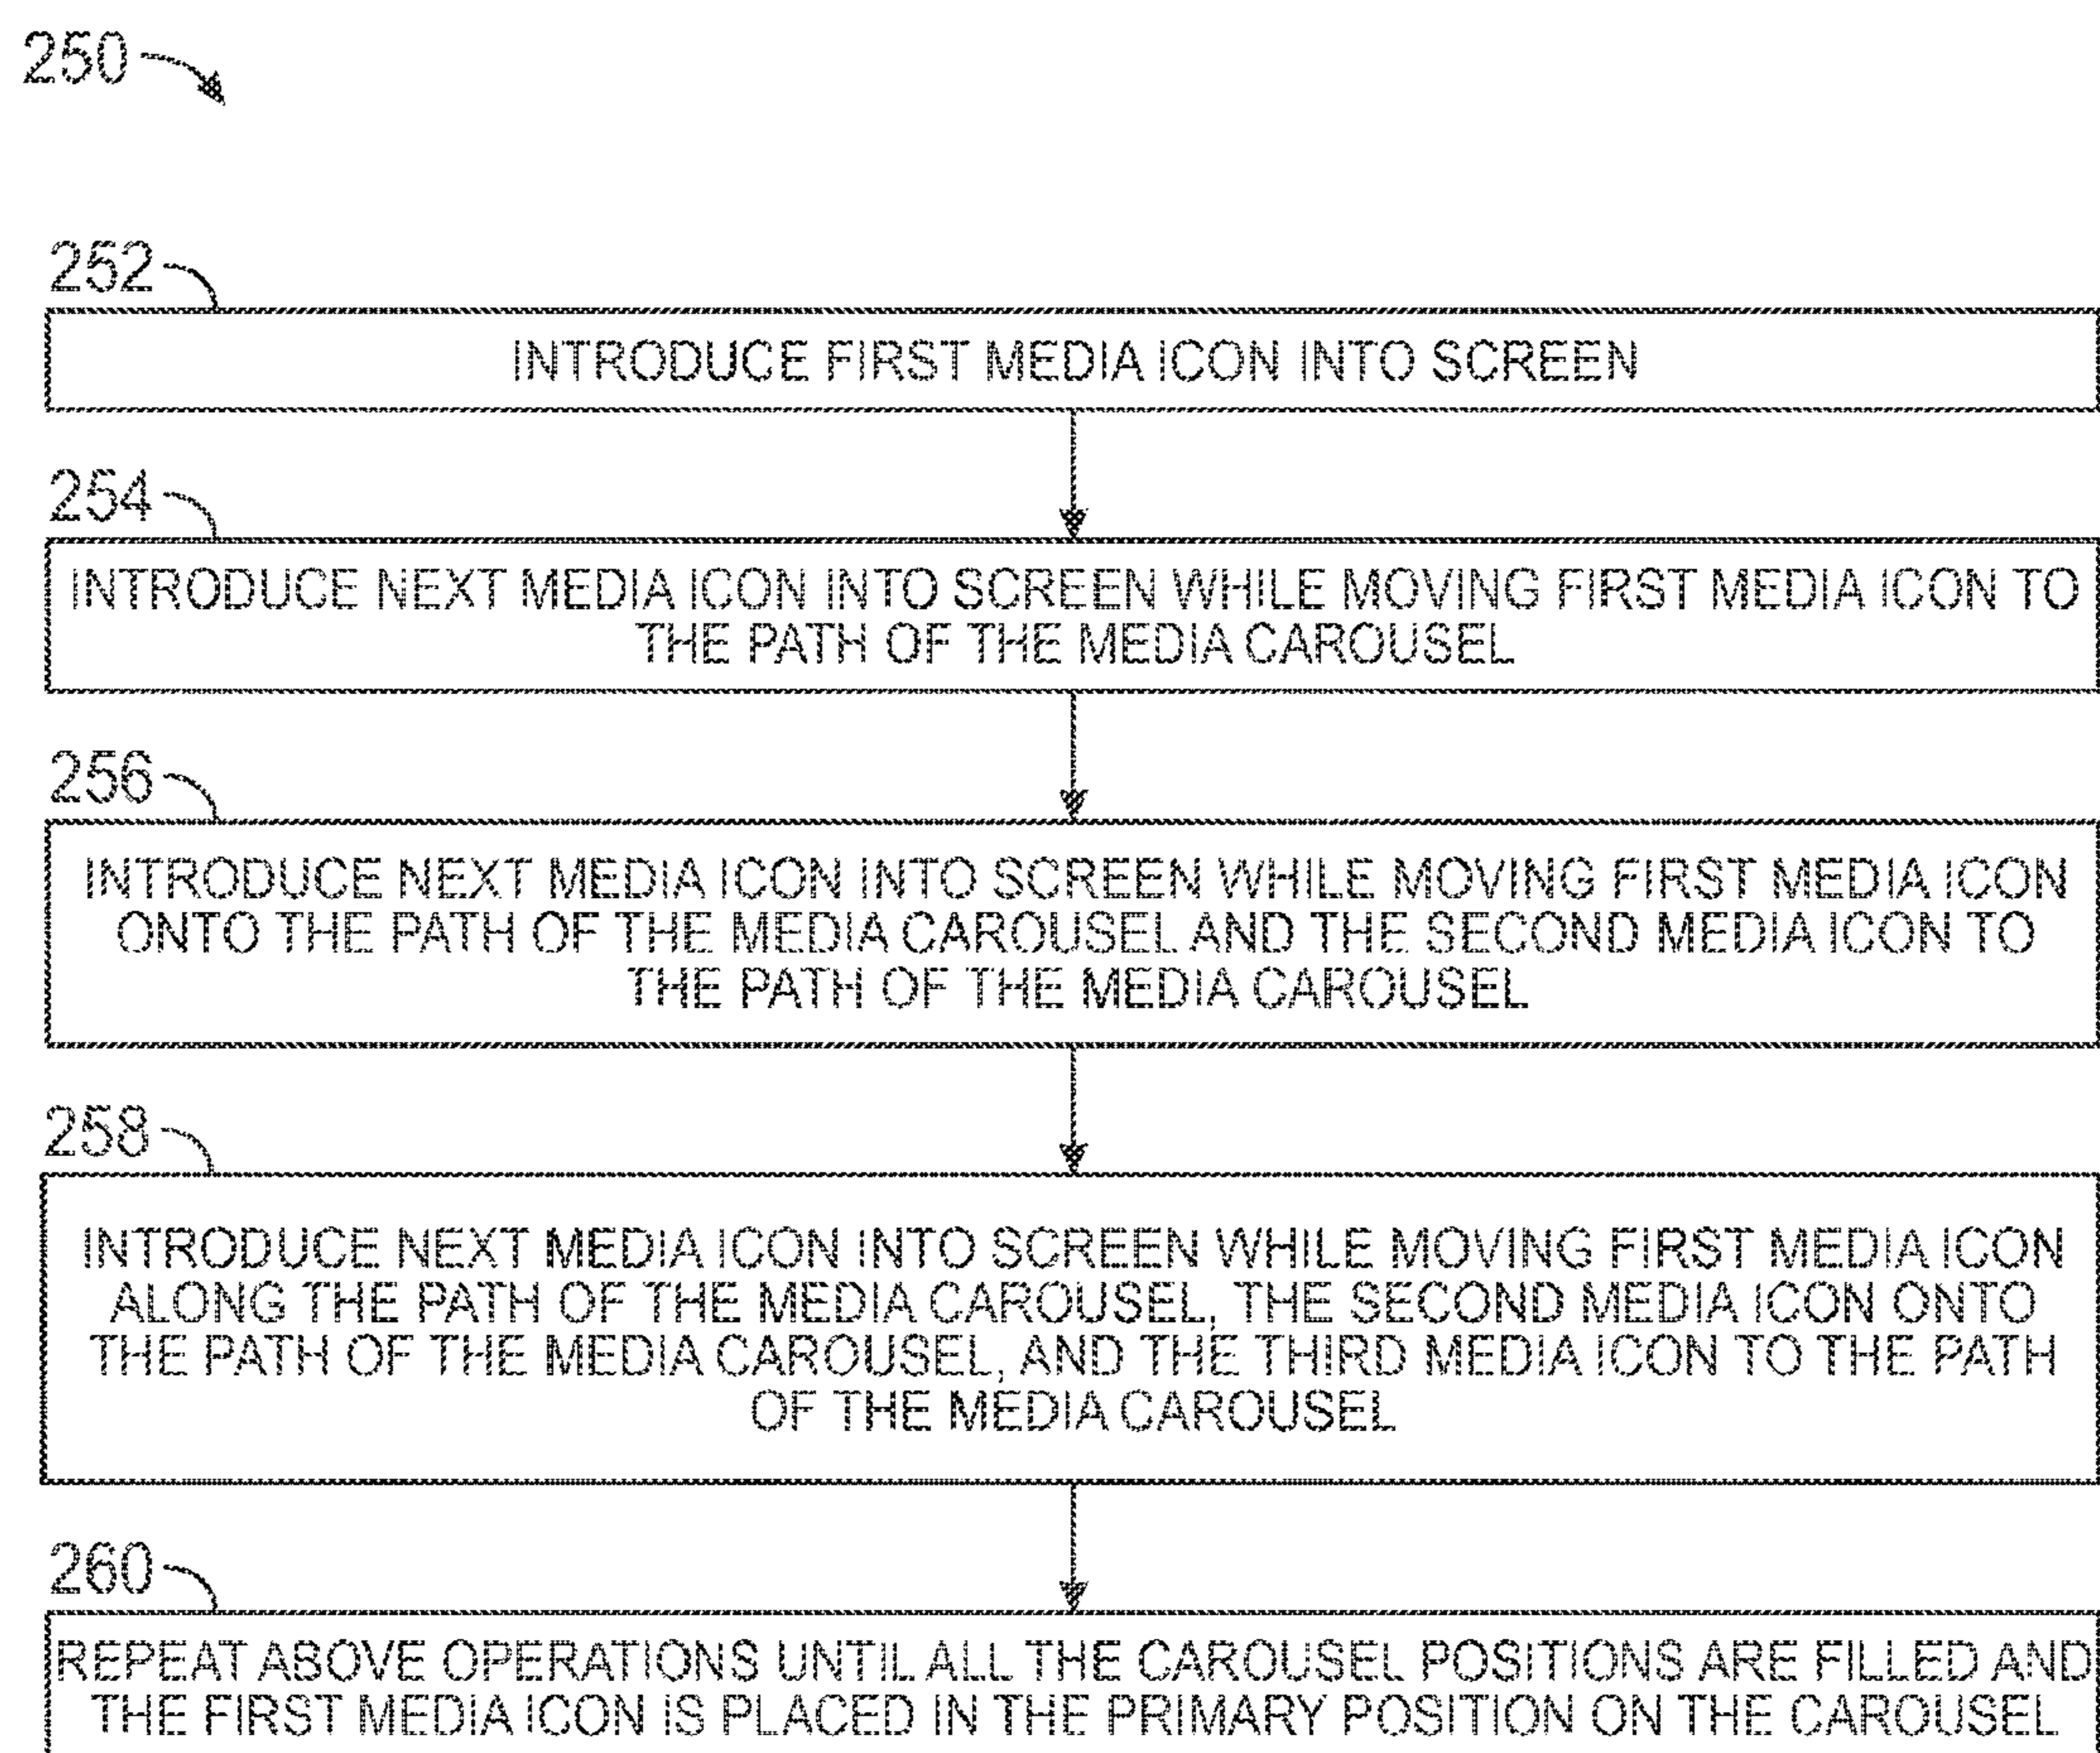 250
252
INTRODUCE FIRST MEDIA ICON INTO SCREEN
254
INTRODUCE NEXT MEDIA ICON INTO SCREEN WHILE MOVING FIRST MEDIA ICON TO
THE PATH OF THE MEDIA CAROUSEL
256
INTRODUCE NEXT MEDIA ICON INTO SCREEN WHILE MOVING FIRST MEDIA ICON
ONTO THE PATH OF THE MEDIA CAROUSEL AND THE SECOND MEDIA ICON TO
THE PATH OF THE MEDIA CAROUSEL
258
INTRODUCE NEXT MEDIA ICON INTO SCREEN WHILE MOVING FIRST MEDIA ICON
ALONG THE PATH OF THE MEDIA CAROUSEL, THE SECOND MEDIA ICON ONTO
THE PATH OF THE MEDIA CAROUSEL, AND THE THIRD MEDIA ICON TO THE PATH
OF THE MEDIA CAROUSEL
260
REPEAT ABOVE OPERATIONS UNTIL ALL THE CAROUSEL POSITIONS ARE FILLED AND
THE FIRST MEDIA ICON IS PLACED IN THE PRIMARY POSITION ON THE CAROUSEL